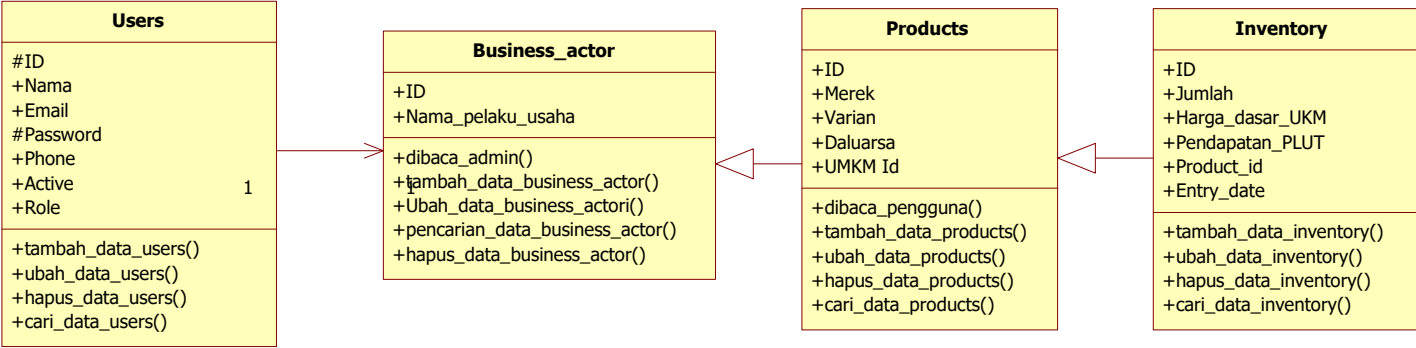 Users
#ID
+Nama
+Email
#Password
+Phone
+Active
+Role
+tambah_data_users()
+ubah_data_users()
+hapus_data_users()
+cari_data_users()
1
Business_actor
+ID
+Nama_pelaku_usaha
+dibaca_admin()
+tambah_data_business_actor()
1
+Ubah_data_business_actori()
+pencarian_data_business_actor()
+hapus_data_business_actor()
Products
+ID
+Merek
+Varian
+Daluarsa
+UMKM Id
+dibaca_pengguna()
+tambah_data_products()
+ubah_data_products()
+hapus_data_products()
+cari_data_products()
Inventory
+ID
+Jumlah
+Harga_dasar_UKM
+Pendapatan_PLUT
+Product_id
+Entry_date
+tambah_data_inventory()
+ubah_data_inventory()
+hapus_data_inventory()
+cari_data_inventory()